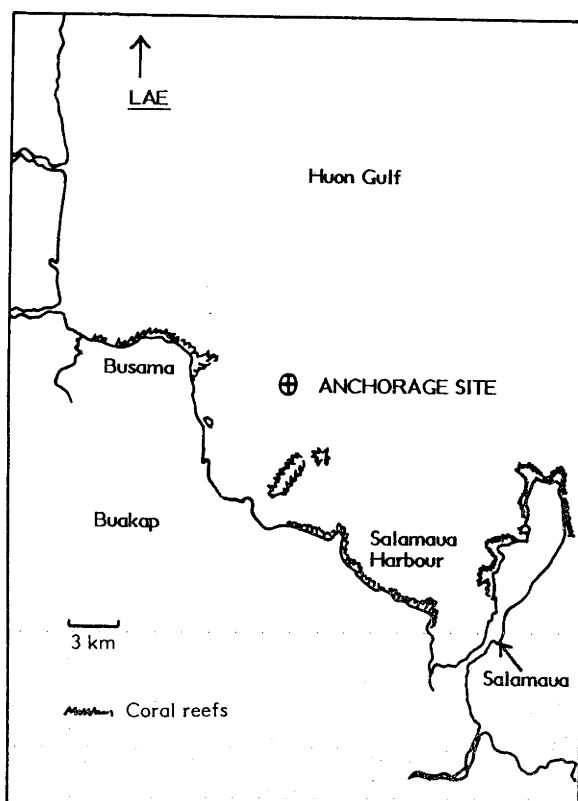 LAE
Huon Gulf
Busama
ANCHORAGE SITE
Buakap
Salamaua
Harbour
3 km
Salamaua
Coral reefs